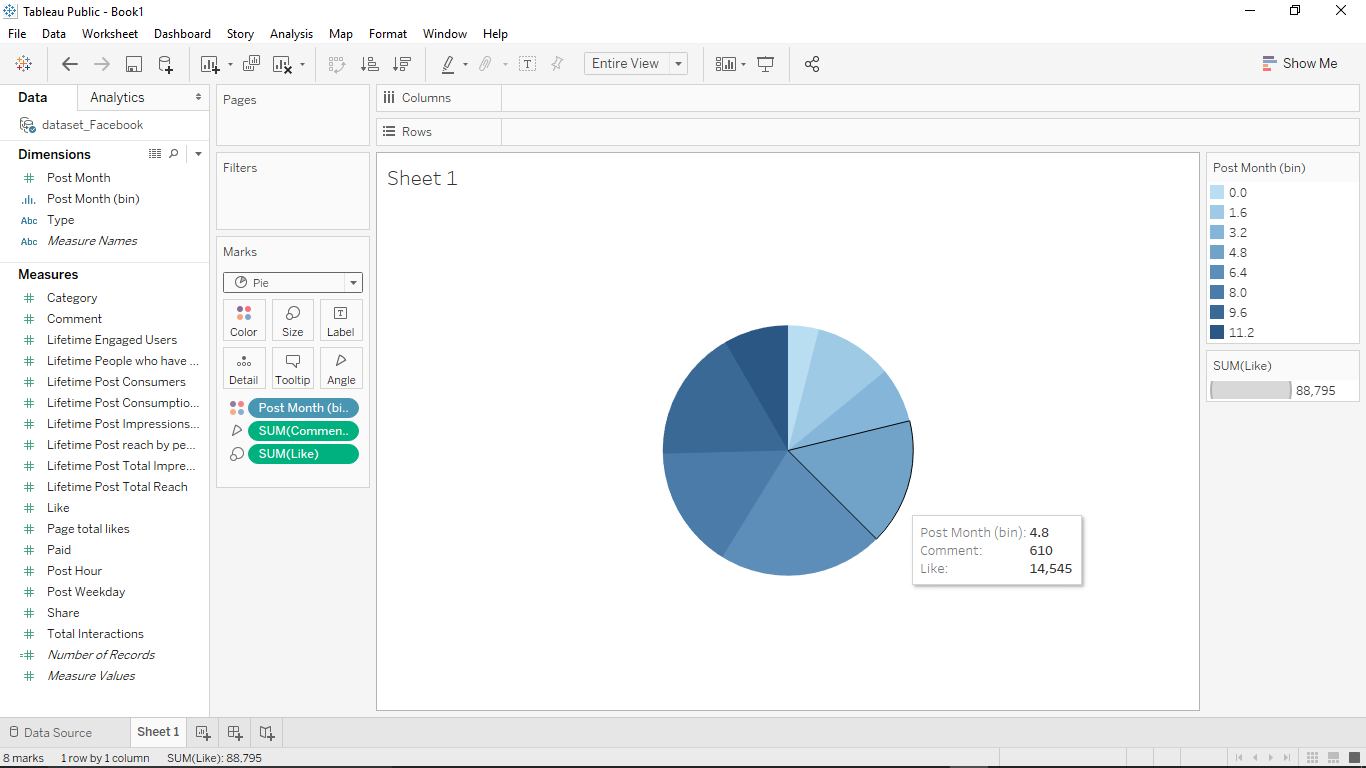 Tableau Public - Book1
File Data Worksheet Dashboard Story Analysis Map Format Window Help
Entire View
Show Me
Data
Analytics
dataset_Facebook
Dimensions
Post Month
Post Month (bin)
Abc Type
Abc Measure Names
Measures
Category
Comment
Lifetime Engaged Users
Lifetime People who have ...
Lifetime Post Consumers
Lifetime Post Consumptio...
Lifetime Post Impressions...
Lifetime Post reach by pe...
Lifetime Post Total Impre...
Lifetime Post Total Reach
Like
Page total likes
Paid
Post Hour
Post Weekday
Share
Total Interactions
Number of Records
Measure Values
Pages
Filters
Marks
Pie
Color Size Label
Detail Tooltip Angle
Post Month (bi..
SUM(Commen..
SUM(Like)
Columns
Rows
Sheet 1
Post Month (bin): 4.8
Comment: 610
Like: 14,545
Post Month (bin)
0.0
1.6
3.2
4.8
6.4
8.0
9.6
11.2
SUM(Like)
88,795
Data Source
Sheet 1
8 marks 1 row by 1 column SUM(Like): 88,795